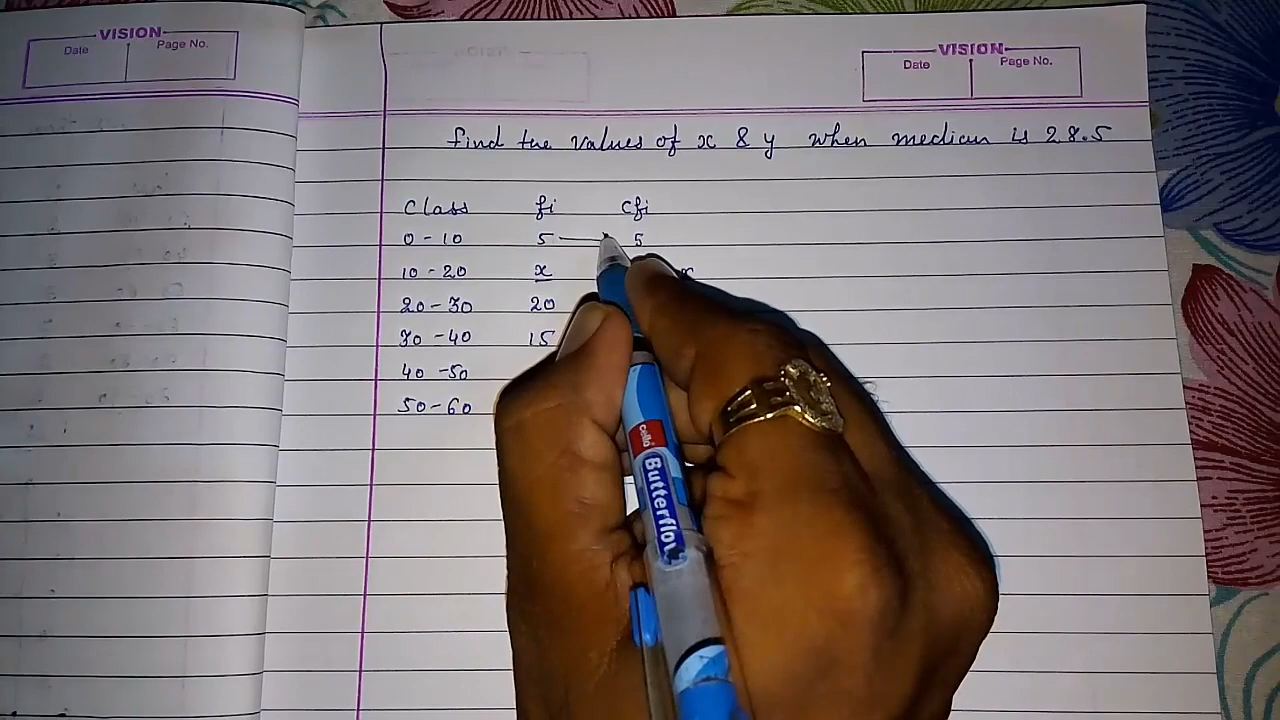 VISION
Date Page No.
VISION
Date Page No.
find the values of x & y when median is 28.5
Class fi Cfi
0-10 5 5
10-20 x x
20-30 20
30-40 15
40-50
50-60
cello
Butterflow